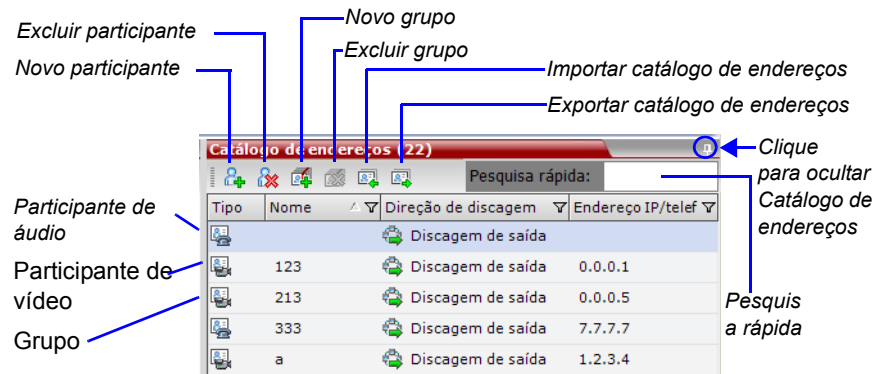 Novo grupo
Excluir participante
Excluir grupo
Novo participante
Importar catálogo de endereços
Exportar catálogo de endereços
Catálogo de endereços (22)
Clique
para ocultar
Catálogo de
endereços
Pesquisa rápida:
Tipo Nome Direção de discagem Endereço IP/telef
Participante de
áudio
Discagem de saída
Participante de
vídeo
123 Discagem de saída 0.0.0.1
213 Discagem de saída 0.0.0.5
Pesquis
a rápida
Grupo
333 Discagem de saída 7.7.7.7
a Discagem de saída 1.2.3.4